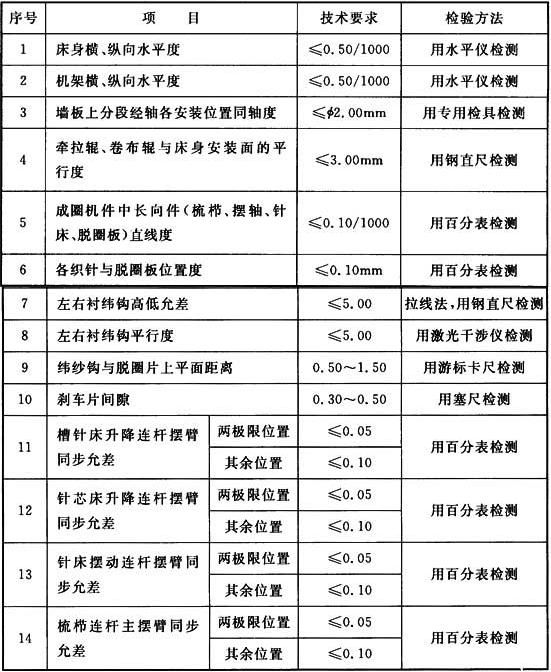 序号 项 目 技术要求 检验方法
1 床身横、纵向水平度 ≤0.50/1000 用水平仪检测
2 机架横、纵向水平度 ≤0.50/1000 用水平仪检测
3 墙板上分段经轴各安装位置同轴度 ≤ϕ2.00mm 用专用检具检测
4 牵拉辊、卷布辊与床身安装面的平
行度 ≤3.00mm 用钢直尺检测
5 成圈机件中长向件(梳栉、摆轴、针
床、脱圈板)直线度 ≤0.10/1000 用百分表检测
6 各织针与脱圈板位置度 ≤0.10mm 用百分表检测
7 左右衬纬钩高低允差 ≤5.00 拉线法,用钢直尺检测
8 左右衬纬钩平行度 ≤5.00 用激光干涉仪检测
9 纬纱钩与脱圈片上平面距离 0.50～1.50 用游标卡尺检测
10 刹车片间隙 0.30～0.50 用塞尺检测
11 槽针床升降连杆摆臂
同步允差 两极限位置 ≤0.05 用百分表检测
其余位置 ≤0.10
12 针芯床升降连杆摆臂
同步允差 两极限位置 ≤0.05 用百分表检测
其余位置 ≤0.10
13 针床摆动连杆摆臂同
步允差 两极限位置 ≤0.05 用百分表检测
其余位置 ≤0.10
14 梳栉连杆主摆臂同步
允差 两极限位置 ≤0.05 用百分表检测
其余位置 ≤0.10